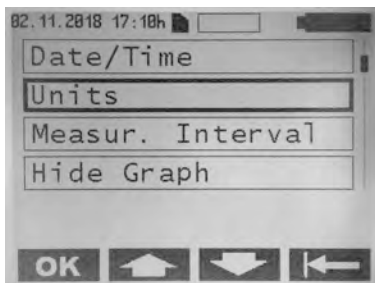 02.11.2018 17:10h
Date/Time
Units
Measur. Interval
Hide Graph
OK